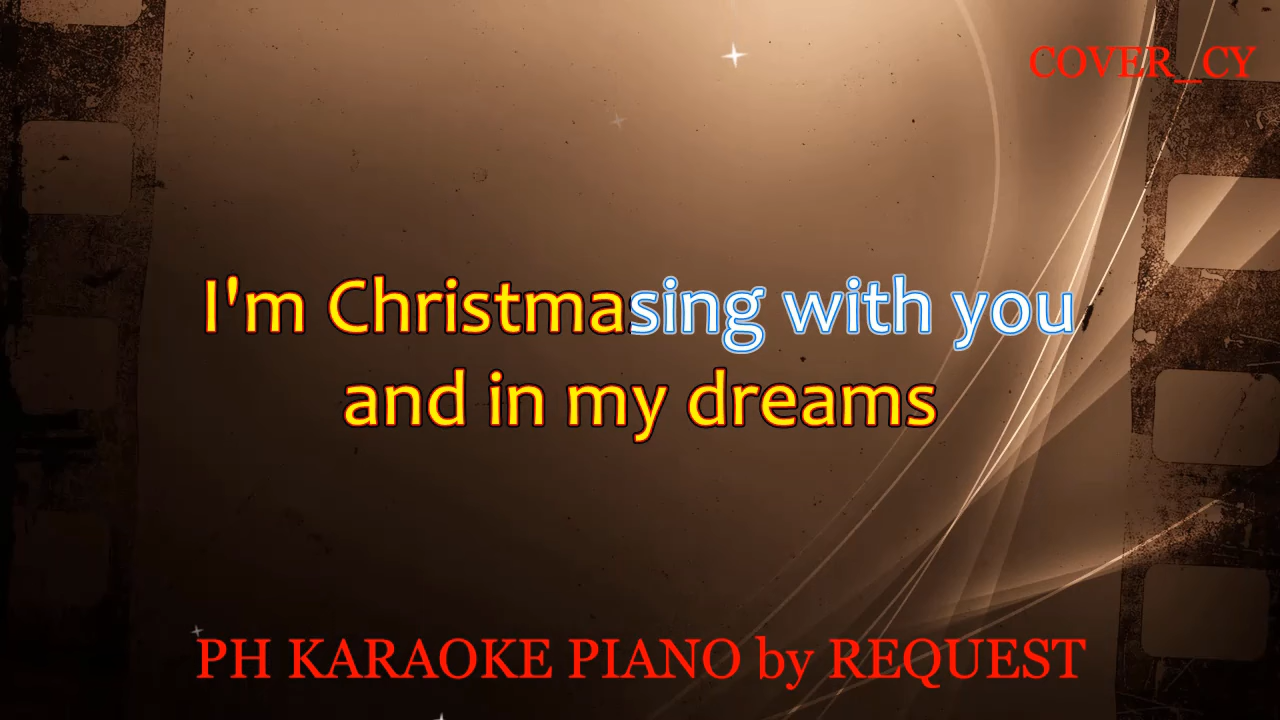 COVER_CY
I'm Christmasing with you
and in my dreams
PH KARAOKE PIANO by REQUEST